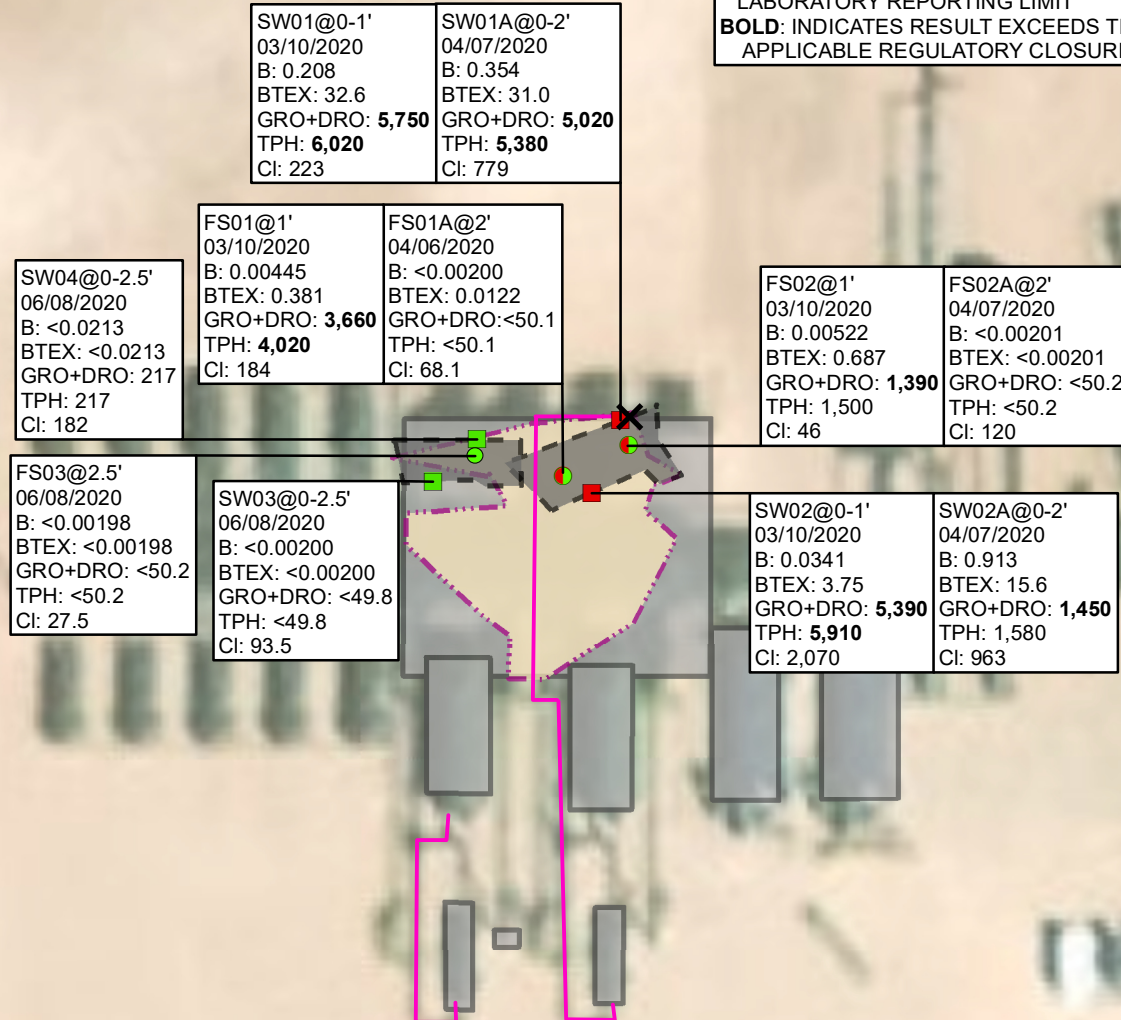 LABORATORY REPORTING LIMIT
BOLD: INDICATES RESULT EXCEEDS
APPLICABLE REGULATORY
SW01@0-1'
03/10/2020
B: 0.208
BTEX: 32.6
GRO+DRO: 5,750
TPH: 6,020
Cl: 223
SW01A@0-2'
04/07/2020
B: 0.354
BTEX: 31.0
GRO+DRO: 5,020
TPH: 5,380
Cl: 779
FS01@1'
03/10/2020
B: 0.00445
BTEX: 0.381
GRO+DRO: 3,660
TPH: 4,020
Cl: 184
FS01A@2'
04/06/2020
B: <0.00200
BTEX: 0.0122
GRO+DRO:<50.1
TPH: <50.1
Cl: 68.1
SW04@0-2.5'
06/08/2020
B: <0.0213
BTEX: <0.0213
GRO+DRO: 217
TPH: 217
Cl: 182
FS02@1'
03/10/2020
B: 0.00522
BTEX: 0.687
GRO+DRO: 1,390
TPH: 1,500
Cl: 46
FS02A@2'
04/07/2020
B: <0.00201
BTEX: <0.00201
GRO+DRO: <50.2
TPH: <50.2
Cl: 120
FS03@2.5'
06/08/2020
B: <0.00198
BTEX: <0.00198
GRO+DRO: <50.2
TPH: <50.2
Cl: 27.5
SW03@0-2.5'
06/08/2020
B: <0.00200
BTEX: <0.00200
GRO+DRO: <49.8
TPH: <49.8
Cl: 93.5
SW02@0-1'
03/10/2020
B: 0.0341
BTEX: 3.75
GRO+DRO: 5,390
TPH: 5,910
Cl: 2,070
SW02A@0-2'
04/07/2020
B: 0.913
BTEX: 15.6
GRO+DRO: 1,450
TPH: 1,580
Cl: 963